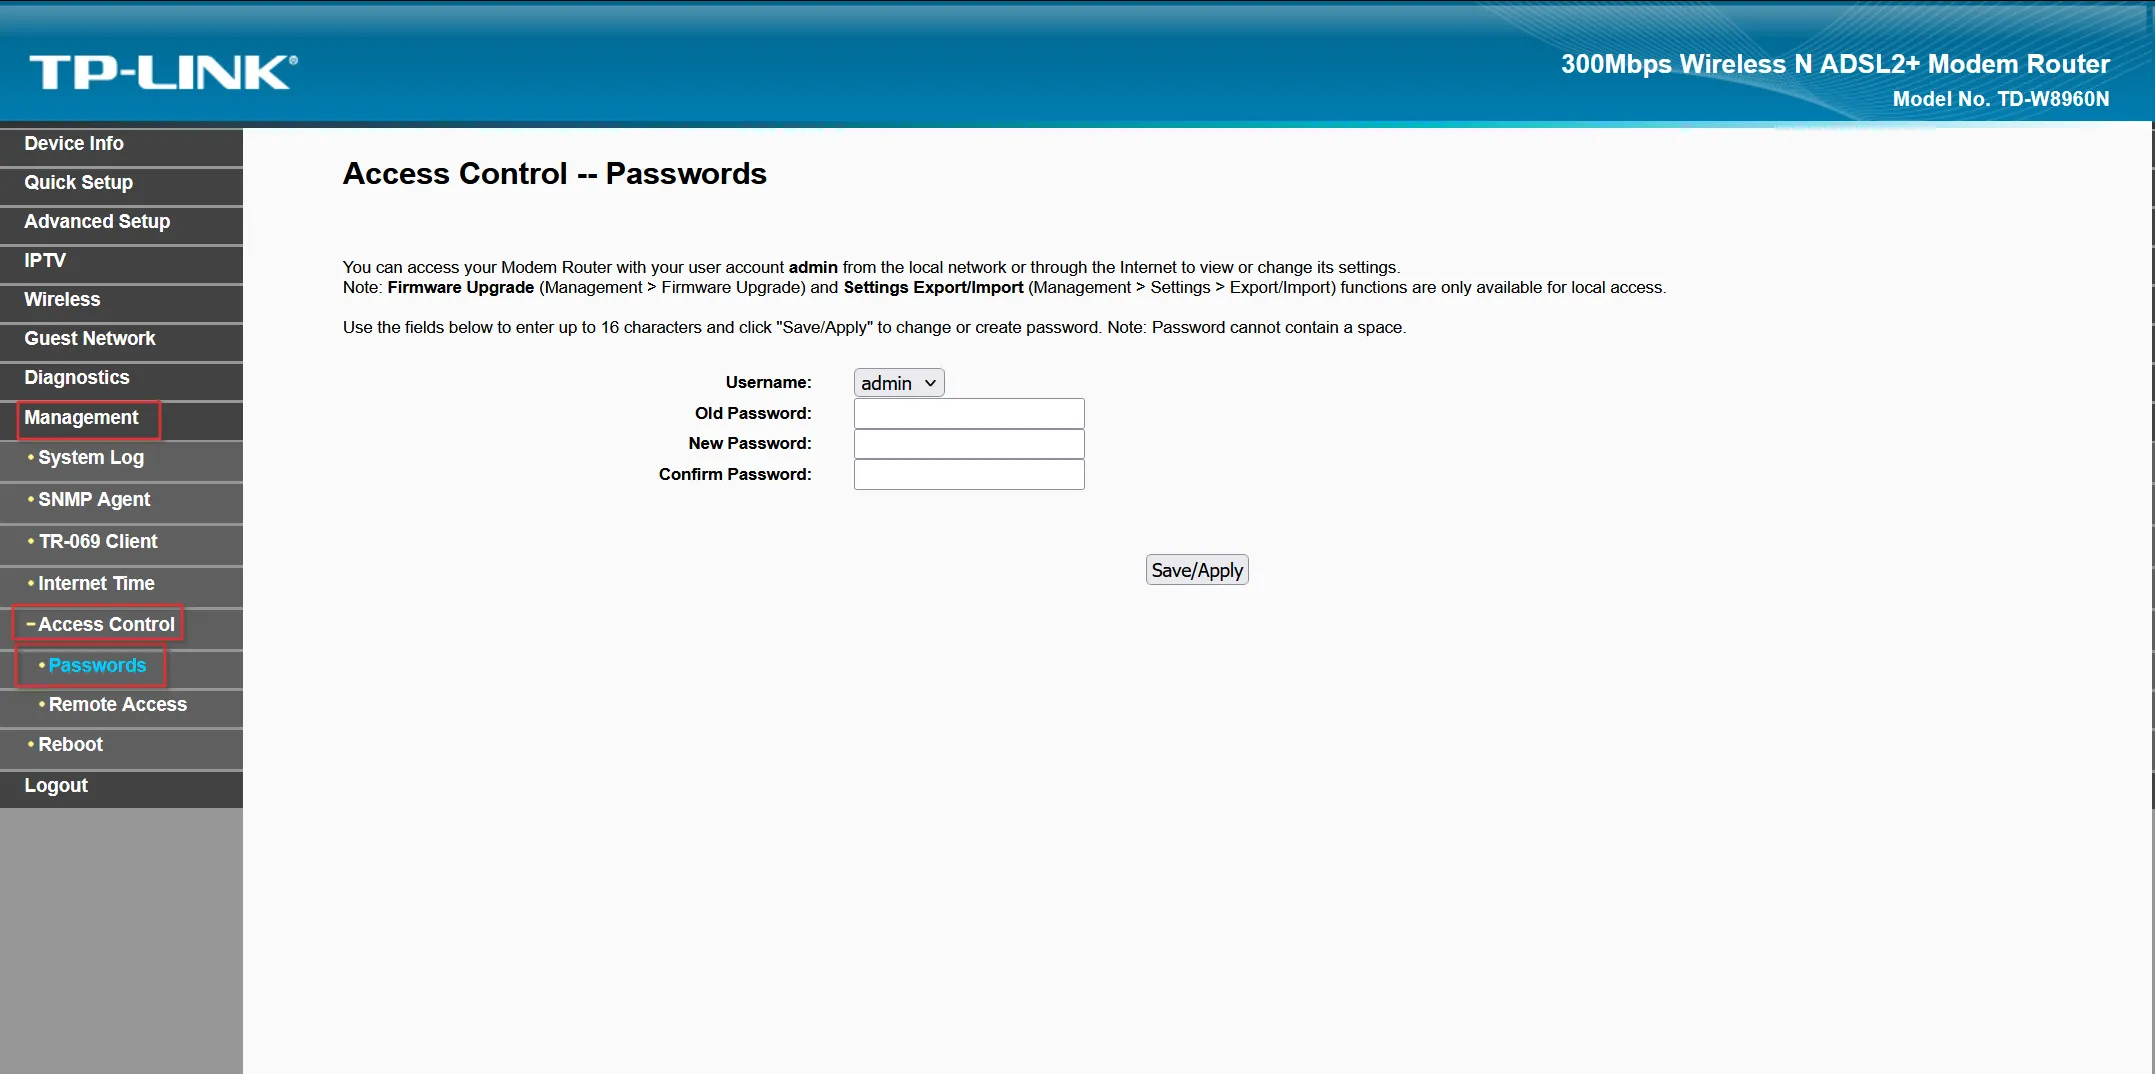 TP-LINK®
300Mbps Wireless N ADSL2+ Modem Router
Model No. TD-W8960N
Device Info
Quick Setup
Advanced Setup
IPTV
Wireless
Guest Network
Diagnostics
Management
• System Log
• SNMP Agent
• TR-069 Client
• Internet Time
– Access Control
• Passwords
• Remote Access
• Reboot
Logout
Access Control -- Passwords
You can access your Modem Router with your user account admin from the local network or through the Internet to view or change its settings.
Note: Firmware Upgrade (Management > Firmware Upgrade) and Settings Export/Import (Management > Settings > Export/Import) functions are only available for local access.
Use the fields below to enter up to 16 characters and click "Save/Apply" to change or create password. Note: Password cannot contain a space.
Username: admin
Old Password:
New Password:
Confirm Password:
Save/Apply